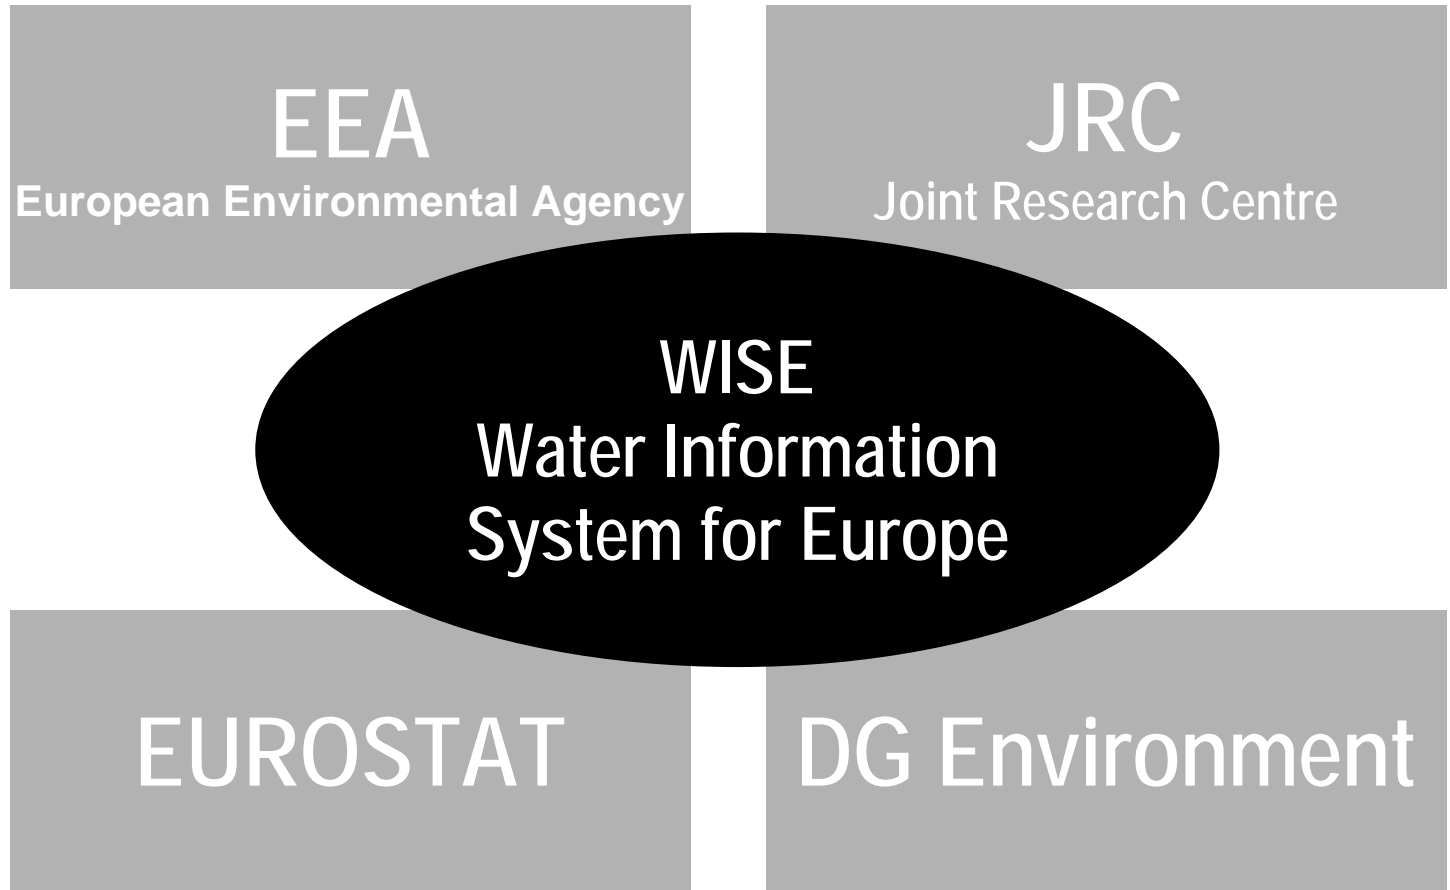 EEA
European Environmental Agency
JRC
Joint Research Centre
WISE
Water Information
System for Europe
EUROSTAT
DG Environment